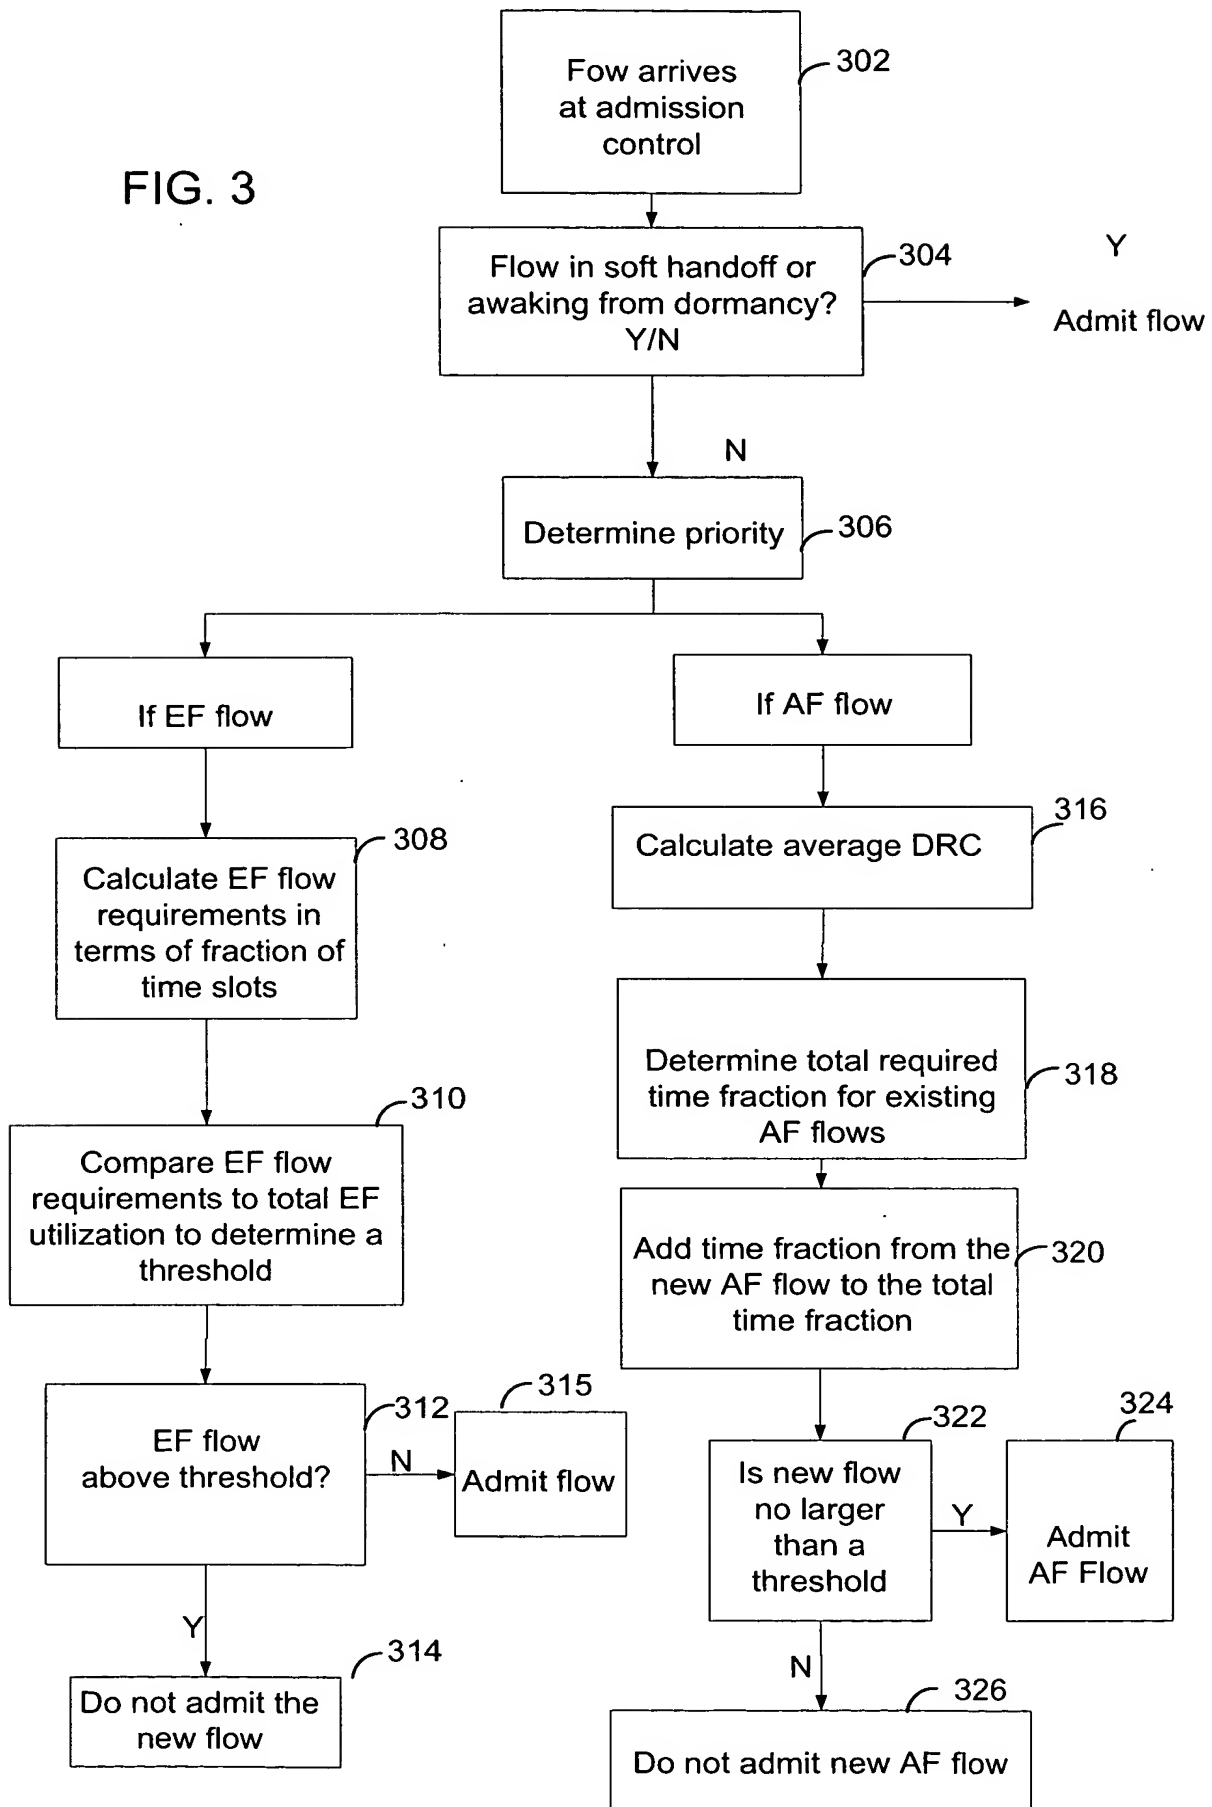 FIG. 3
Fow arrives
at admission
control
302
Flow in soft handoff or
awaking from dormancy?
Y/N
304
Y
Admit flow
N
Determine priority
306
If EF flow
If AF flow
308
Calculate EF flow
requirements in
terms of fraction of
time slots
316
Calculate average DRC
Determine total required
time fraction for existing
AF flows
318
310
Compare EF flow
requirements to total EF
utilization to determine a
threshold
Add time fraction from the
new AF flow to the total
time fraction
320
EF flow
above threshold?
312
N
315
Admit flow
322
Is new flow
no larger
than a
threshold
Y
324
Admit
AF Flow
Y
314
Do not admit the
new flow
N
326
Do not admit new AF flow